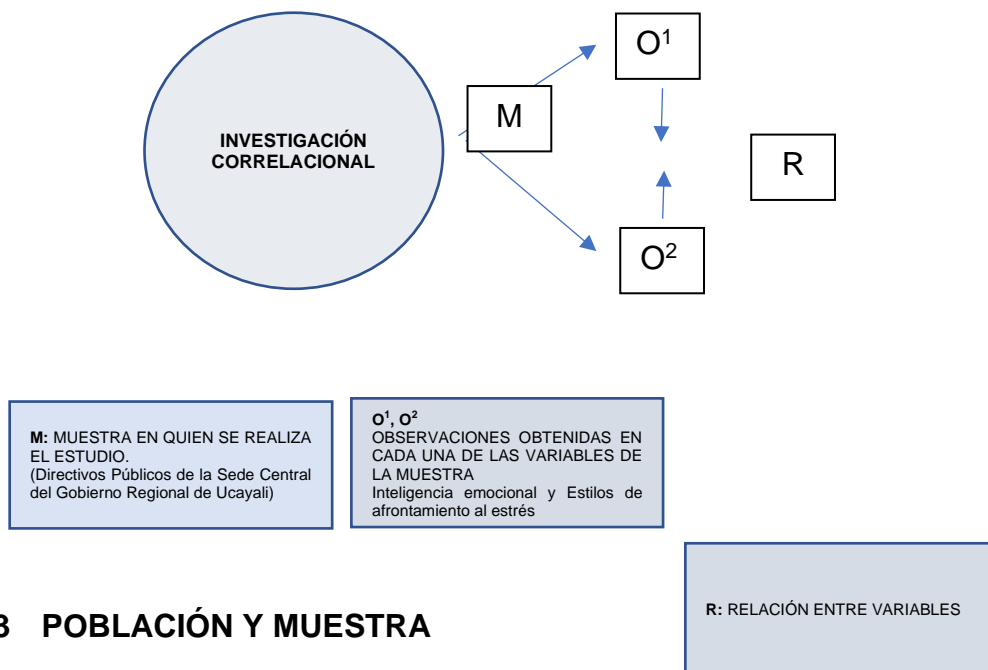 O¹
M
INVESTIGACIÓN
CORRELACIONAL
R
O²
M: MUESTRA EN QUIEN SE REALIZA
EL ESTUDIO.
(Directivos Públicos de la Sede Central
del Gobierno Regional de Ucayali)
O¹, O²
OBSERVACIONES OBTENIDAS EN
CADA UNA DE LAS VARIABLES DE
LA MUESTRA
Inteligencia emocional y Estilos de
afrontamiento al estrés
R: RELACIÓN ENTRE VARIABLES
3 POBLACIÓN Y MUESTRA